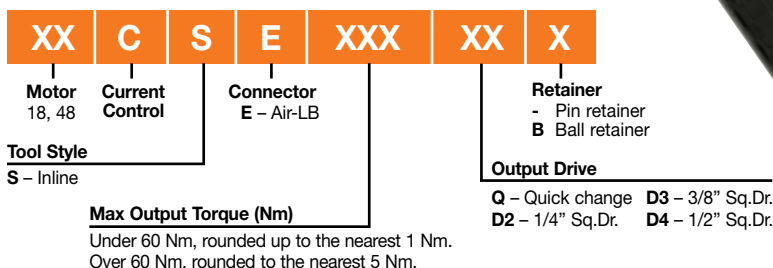 XX C S E XXX XX X
Motor
18, 48
Current
Control
Connector
E – Air-LB
Retainer
- Pin retainer
B Ball retainer
Tool Style
S – Inline
Output Drive
Q – Quick change D3 – 3/8” Sq.Dr.
D2 – 1/4” Sq.Dr. D4 – 1/2” Sq.Dr.
Max Output Torque (Nm)
Under 60 Nm, rounded up to the nearest 1 Nm.
Over 60 Nm, rounded to the nearest 5 Nm.